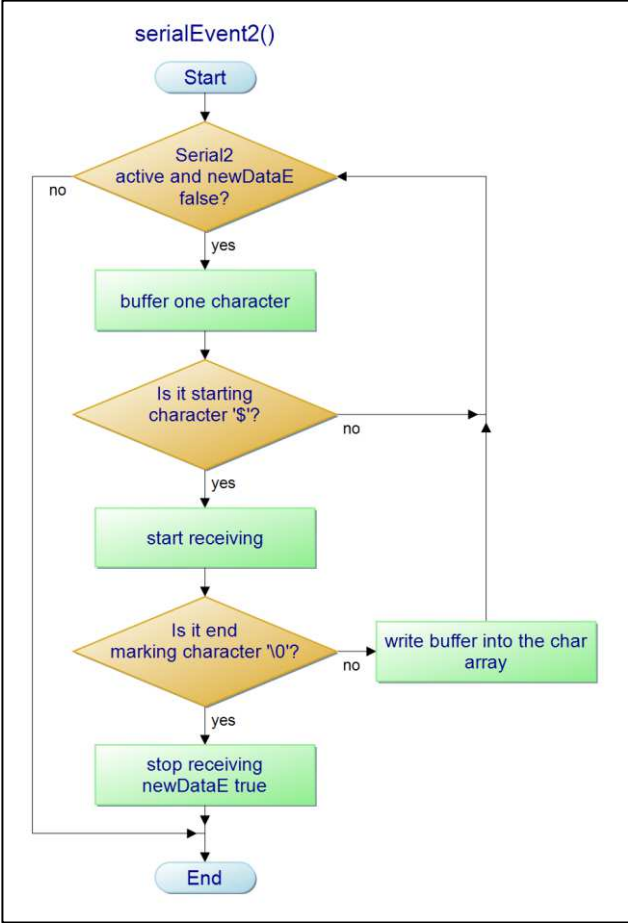 serialEvent2()
Start
Serial2
active and newDataE
false?
no
yes
buffer one character
Is it starting
character '$'?
no
yes
start receiving
Is it end
marking character '\0'?
no
write buffer into the char
array
yes
stop receiving
newDataE true
End